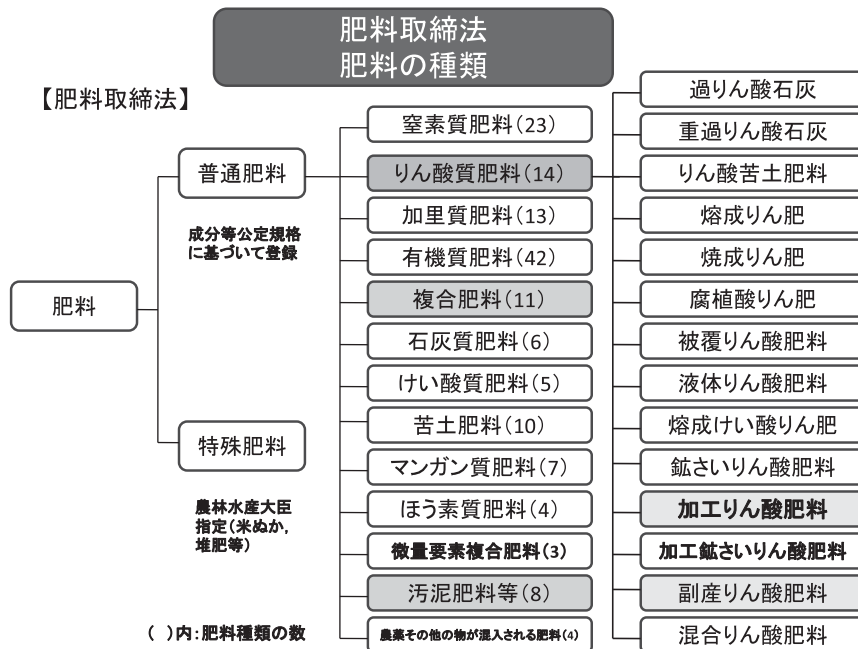 肥料取締法
肥料の種類
【肥料取締法】
肥料
普通肥料
成分等公定規格
に基づいて登録
特殊肥料
農林水産大臣
指定(米ぬか,
堆肥等)
( )内:肥料種類の数
窒素質肥料(23)
りん酸質肥料(14)
加里質肥料(13)
有機質肥料(42)
複合肥料(11)
石灰質肥料(6)
けい酸質肥料(5)
苦土肥料(10)
マンガン質肥料(7)
ほう素質肥料(4)
微量要素複合肥料(3)
汚泥肥料等(8)
農薬その他の物が混入される肥料(4)
過りん酸石灰
重過りん酸石灰
りん酸苦土肥料
熔成りん肥
焼成りん肥
腐植酸りん肥
被覆りん酸肥料
液体りん酸肥料
熔成けい酸りん肥
鉱さいりん酸肥料
加工りん酸肥料
加工鉱さいりん酸肥料
副産りん酸肥料
混合りん酸肥料